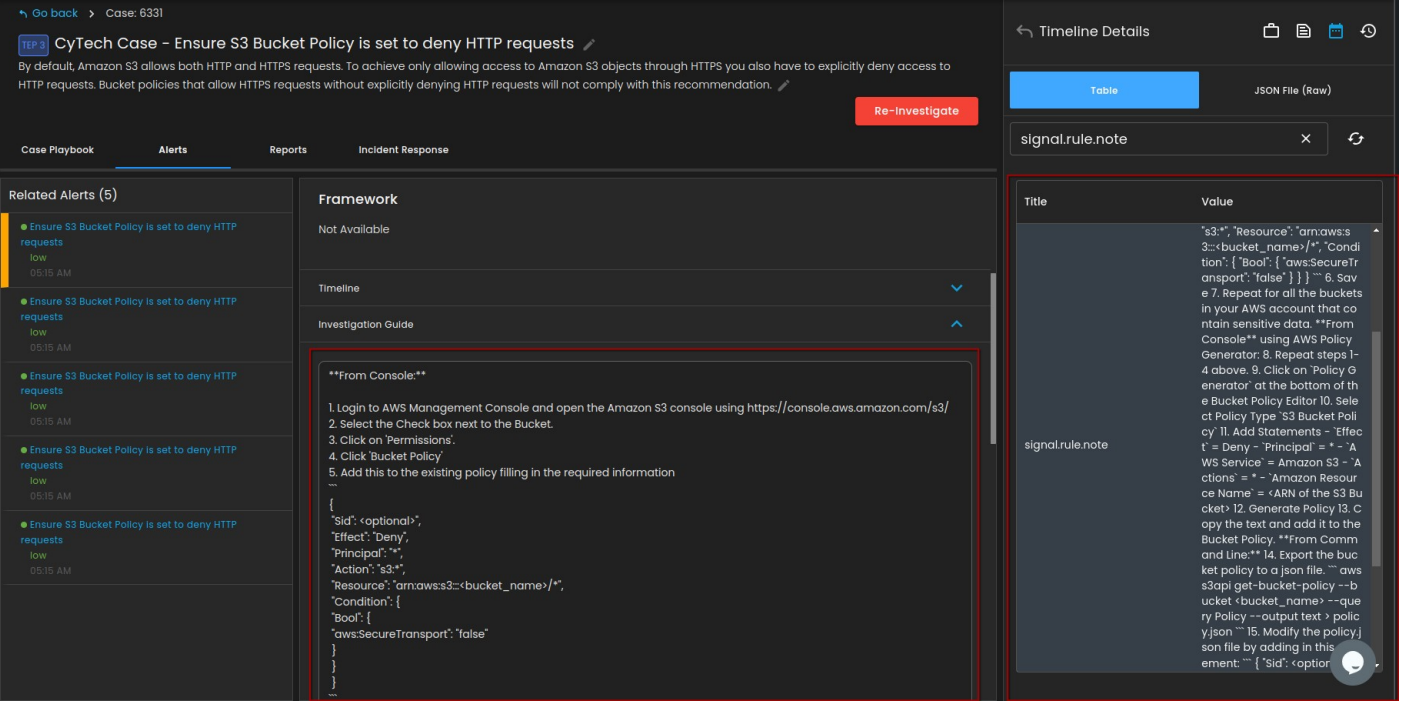 Go back > Case: 6331
TEP 3 CyTech Case - Ensure S3 Bucket Policy is set to deny HTTP requests
By default, Amazon S3 allows both HTTP and HTTPS requests. To achieve only allowing access to Amazon S3 objects through HTTPS you also have to explicitly deny access to
HTTP requests. Bucket policies that allow HTTPS requests without explicitly denying HTTP requests will not comply with this recommendation.
Re-Investigate
Case Playbook Alerts Reports Incident Response
Related Alerts (5)
Ensure S3 Bucket Policy is set to deny HTTP
requests
low
05:15 AM
Ensure S3 Bucket Policy is set to deny HTTP
requests
low
05:15 AM
Ensure S3 Bucket Policy is set to deny HTTP
requests
low
05:15 AM
Ensure S3 Bucket Policy is set to deny HTTP
requests
low
05:15 AM
Ensure S3 Bucket Policy is set to deny HTTP
requests
low
05:15 AM
Framework
Not Available
Timeline
Investigation Guide
**From Console:**
1. Login to AWS Management Console and open the Amazon S3 console using https://console.aws.amazon.com/s3/
2. Select the Check box next to the Bucket.
3. Click on 'Permissions'.
4. Click 'Bucket Policy'
5. Add this to the existing policy filling in the required information
```
{
"Sid": <optional>",
"Effect": "Deny",
"Principal": "*",
"Action": "s3:*",
"Resource": "arn:aws:s3:::<bucket_name>/*",
"Condition": {
"Bool": {
"aws:SecureTransport": "false"
}
}
}
```
Timeline Details
Table JSON File (Raw)
signal.rule.note
Title Value
signal.rule.note
"s3:*", "Resource": "arn:aws:s
3:::<bucket_name>/*", "Condi
tion": { "Bool": { "aws:SecureTr
ansport": "false" } } } ``` 6. Sav
e 7. Repeat for all the buckets
in your AWS account that co
ntain sensitive data. **From
Console** using AWS Policy
Generator: 8. Repeat steps 1-
4 above. 9. Click on `Policy G
enerator` at the bottom of th
e Bucket Policy Editor 10. Sele
ct Policy Type `S3 Bucket Poli
cy` 11. Add Statements - `Effec
t` = Deny - `Principal` = * - `A
WS Service` = Amazon S3 - `A
ctions` = * - `Amazon Resour
ce Name` = <ARN of the S3 Bu
cket> 12. Generate Policy 13. C
opy the text and add it to the
Bucket Policy. **From Comm
and Line:** 14. Export the buc
ket policy to a json file. ``` aws
s3api get-bucket-policy --b
ucket <bucket_name> --que
ry Policy --output text > polic
y.json ``` 15. Modify the policy.j
son file by adding in this
ement: ``` { "Sid": <option